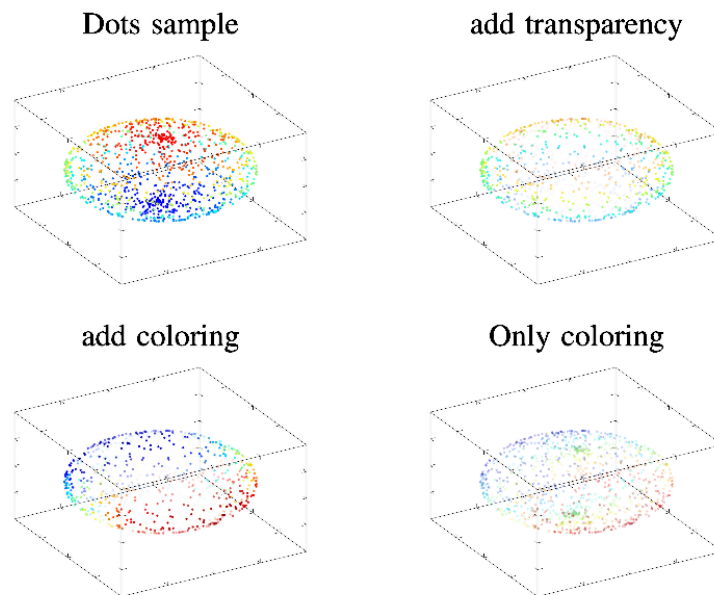 Dots sample
add transparency
add coloring
Only coloring